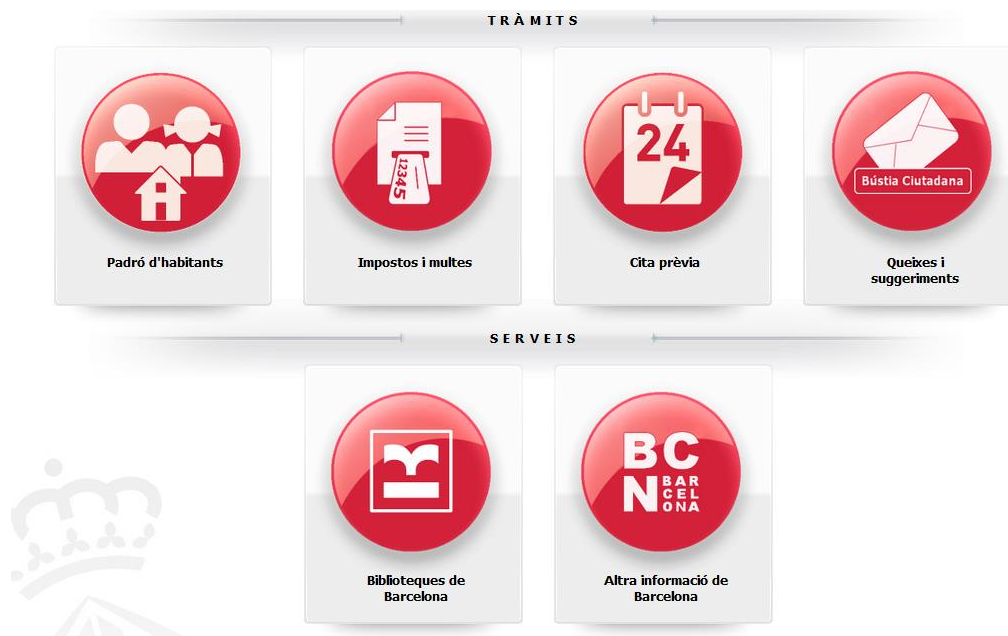 TRÀMITS
12345
24
Bústia Ciutadana
Padró d'habitants
Impostos i multes
Cita prèvia
Queixes i
suggeriments
SERVEIS
BC
N BAR
CEL
ONA
Biblioteques de
Barcelona
Altra informació de
Barcelona